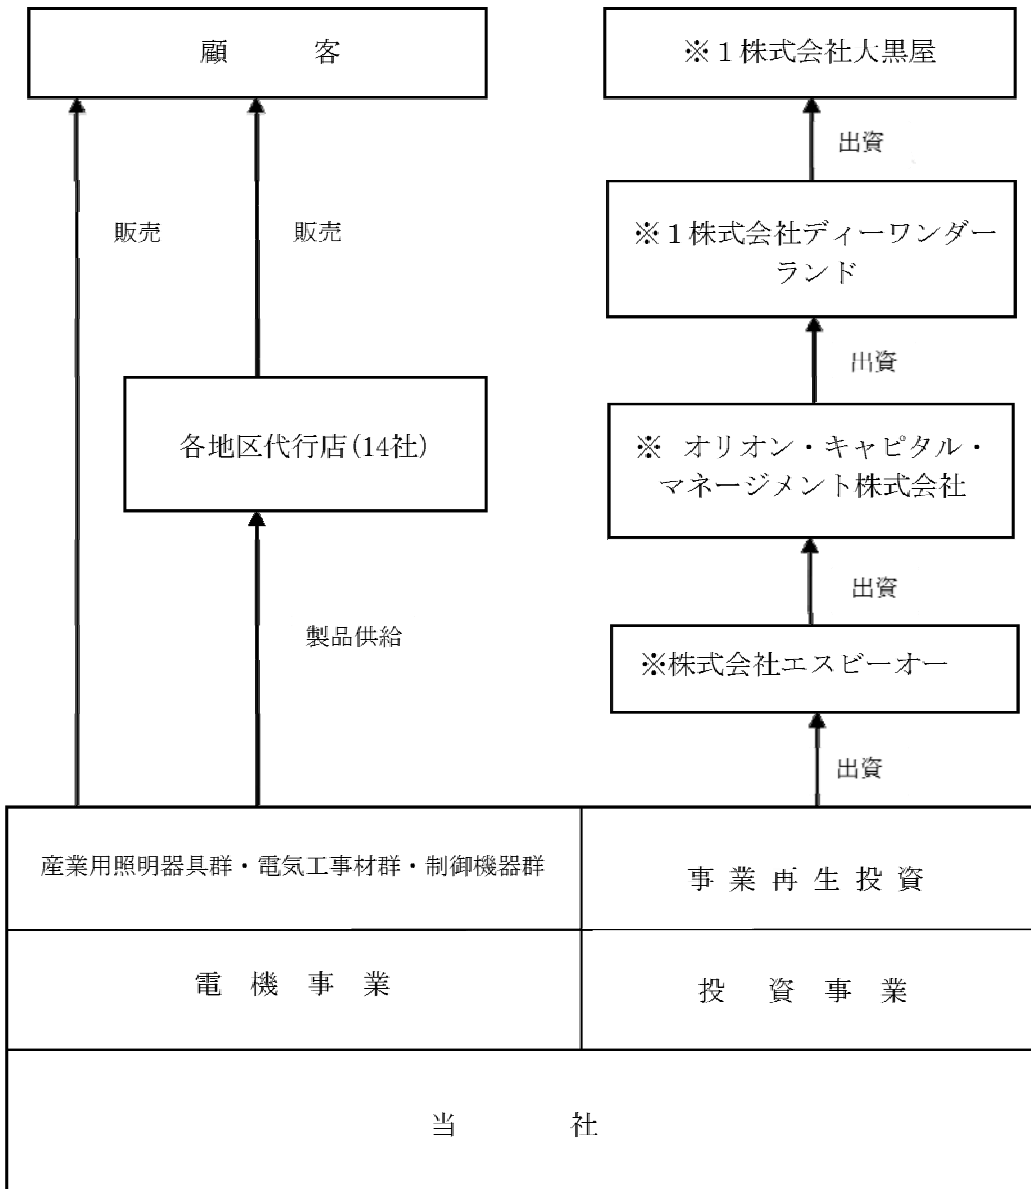 顧　客
※１株式会社大黒屋
出資
※１株式会社ディーワンダー
ランド
販売
販売
出資
各地区代行店(14社)
※ オリオン・キャピタル・
マネージメント株式会社
出資
製品供給
※株式会社エスビーオー
出資
産業用照明器具群・電気工事材群・制御機器群
事業再生投資
電機事業
投資事業
当　社